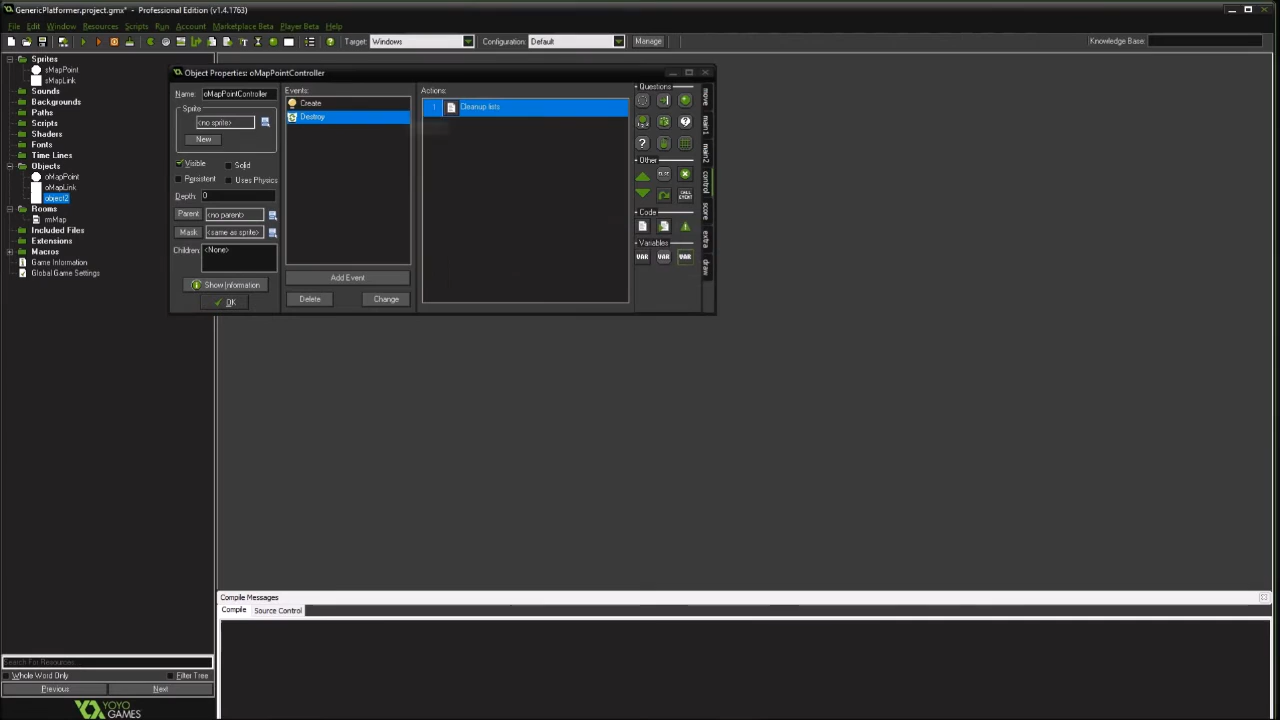 GenericPlatformer.project.gmx* - Professional Edition (v1.4.1763)
File Edit Window Resources Scripts Run Account Marketplace Beta Player Beta Help
Target: Windows Configuration: Default Manage Knowledge Base:
Sprites
sMapPoint
sMapLink
Sounds
Backgrounds
Paths
Scripts
Shaders
Fonts
Time Lines
Objects
oMapPoint
oMapLink
object2
Rooms
rmMap
Included Files
Extensions
Macros
Game Information
Global Game Settings
Search For Resources
Whole Word Only Filter Tree
Previous Next
YOYO
GAMES
Object Properties: oMapPointController
Name: oMapPointController
Sprite
<no sprite>
New
Visible Solid
Persistent Uses Physics
Depth: 0
Parent <no parent>
Mask <same as sprite>
Children: <None>
Show Information
OK
Events:
Create
Destroy
Add Event
Delete Change
Actions:
1 Cleanup lists
Questions
Other
ELSE
CALL EVENT
Code
Variables
VAR VAR VAR
move
main1
main2
control
score
extra
draw
Compile Messages
Compile Source Control